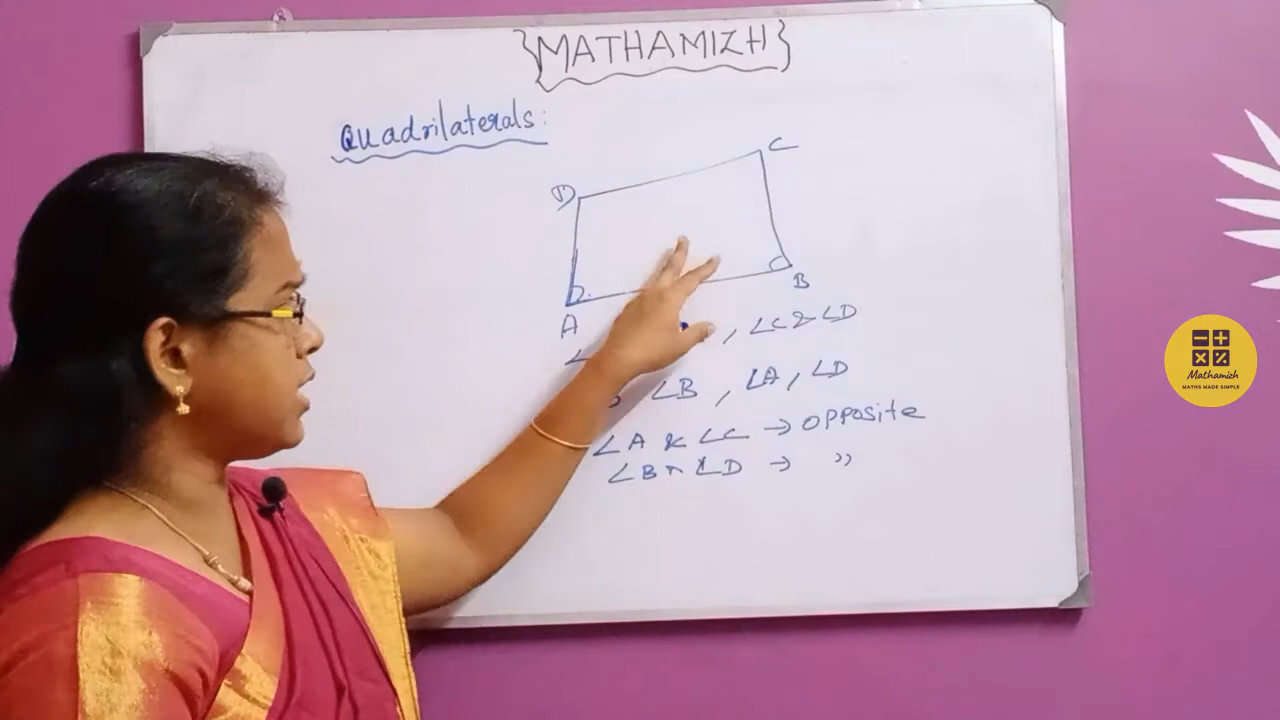 {MATHAMIZH}
Quadrilaterals:
D
C
A
B
, ∠C & ∠D
∠B , ∠A , ∠D
∠A & ∠C → opposite
∠B & ∠D → ”
Mathamizh
MATHS MADE SIMPLE